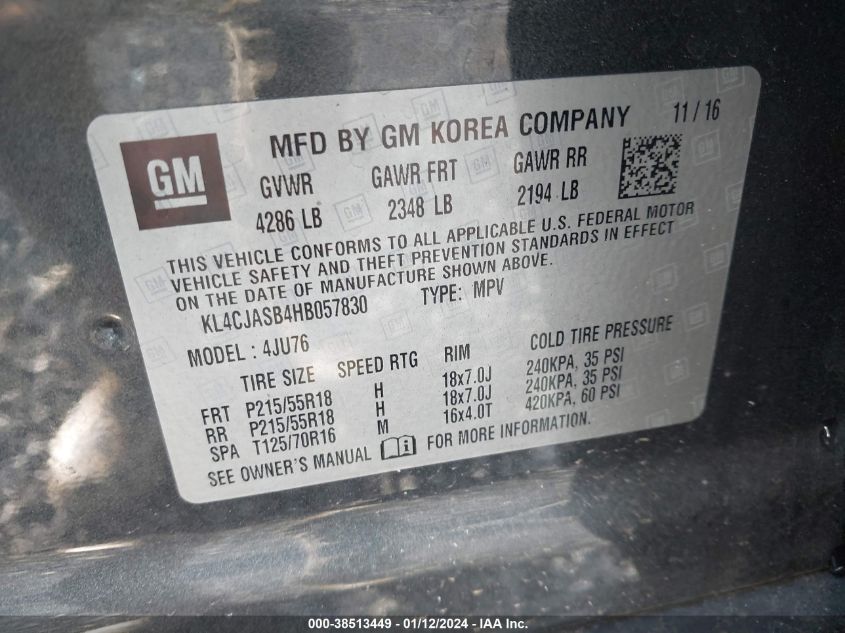 GM
MFD BY GM KOREA COMPANY 11 / 16
GVWR GAWR FRT GAWR RR
4286 LB 2348 LB 2194 LB
THIS VEHICLE CONFORMS TO ALL APPLICABLE U.S. FEDERAL MOTOR
VEHICLE SAFETY AND THEFT PREVENTION STANDARDS IN EFFECT
ON THE DATE OF MANUFACTURE SHOWN ABOVE.
KL4CJASB4HB057830 TYPE: MPV
MODEL : 4JU76
TIRE SIZE SPEED RTG RIM COLD TIRE PRESSURE
FRT P215/55R18 H 18x7.0J 240KPA, 35 PSI
RR P215/55R18 H 18x7.0J 240KPA, 35 PSI
SPA T125/70R16 M 16x4.0T 420KPA, 60 PSI
SEE OWNER'S MANUAL FOR MORE INFORMATION.
000-38513449 - 01/12/2024 - IAA Inc.